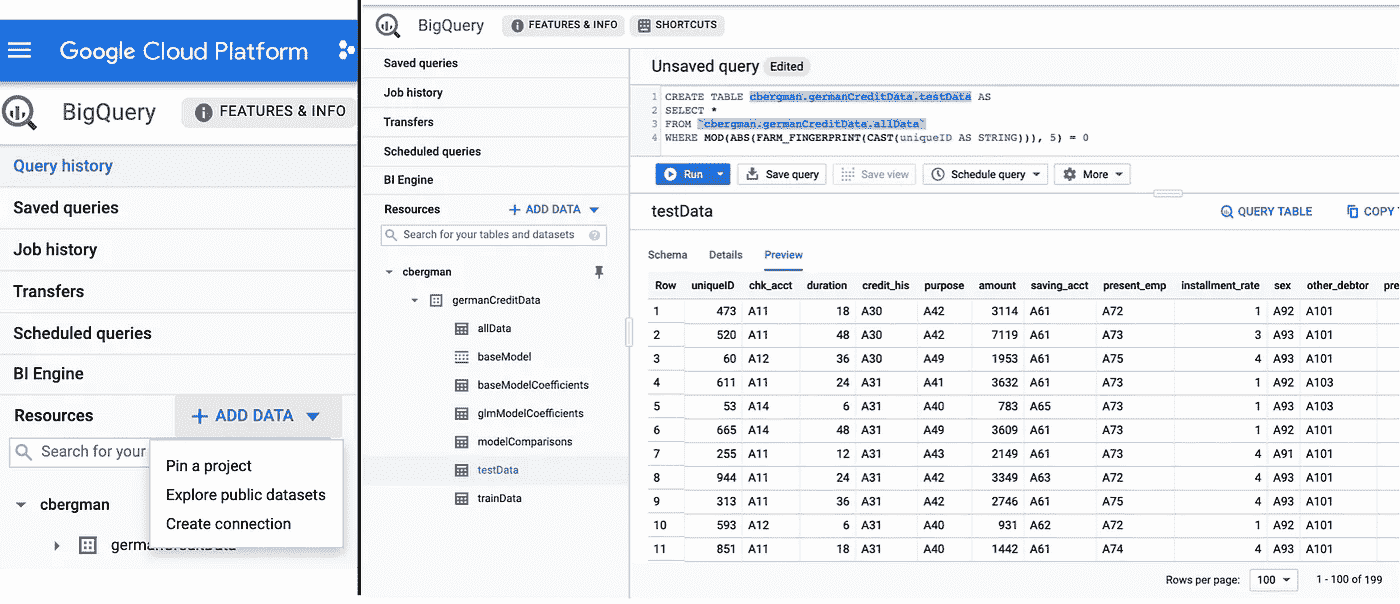 Google Cloud Platform
BigQuery
FEATURES & INFO
Query history
Saved queries
Job history
Transfers
Scheduled queries
BI Engine
Resources
ADD DATA
Search for your
Pin a project
Explore public datasets
Create connection
cbergman
germanCreditData
BigQuery
FEATURES & INFO
SHORTCUTS
Saved queries
Job history
Transfers
Scheduled queries
BI Engine
Resources
ADD DATA
Search for your tables and datasets
cbergman
germanCreditData
allData
baseModel
baseModelCoefficients
glmModelCoefficients
modelComparisons
testData
trainData
Unsaved query Edited
1 CREATE TABLE cbergman.germanCreditData.testData AS
2 SELECT *
3 FROM `cbergman.germanCreditData.allData`
4 WHERE MOD(ABS(FARM_FINGERPRINT(CAST(uniqueID AS STRING))), 5) = 0
Run Save query Save view Schedule query More
testData QUERY TABLE COPY T
Schema Details Preview
Row uniqueID chk_acct duration credit_his purpose amount saving_acct present_emp installment_rate sex other_debtor pre
1 473 A11 18 A30 A42 3114 A61 A72 1 A92 A101
2 520 A11 48 A30 A42 7119 A61 A73 3 A93 A101
3 60 A12 36 A30 A49 1953 A61 A75 4 A93 A101
4 611 A11 24 A31 A41 3632 A61 A73 1 A92 A103
5 53 A14 6 A31 A40 783 A65 A73 1 A93 A103
6 665 A14 48 A31 A49 3609 A61 A73 1 A92 A101
7 255 A11 12 A31 A43 2149 A61 A73 4 A91 A101
8 944 A11 24 A31 A42 3349 A63 A72 4 A93 A101
9 313 A11 36 A31 A42 2746 A61 A75 4 A93 A101
10 593 A12 6 A31 A40 931 A62 A72 1 A92 A101
11 851 A11 18 A31 A40 1442 A61 A74 4 A93 A101
Rows per page: 100 1 - 100 of 199